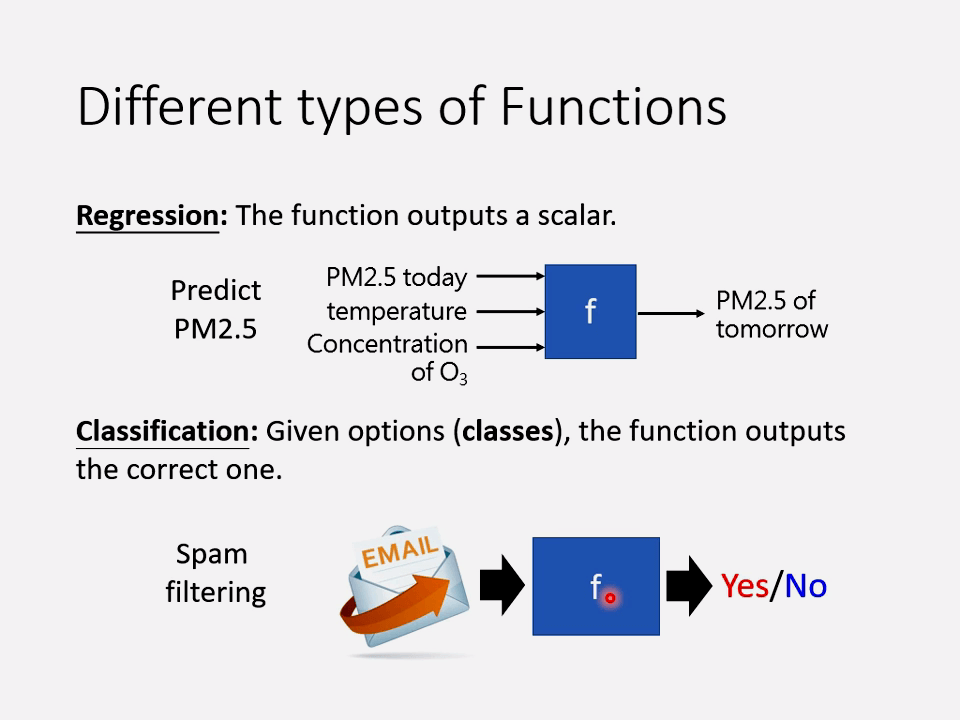 Different types of Functions
Regression: The function outputs a scalar.
Predict
PM2.5
PM2.5 today
temperature
Concentration
of O₃
f
PM2.5 of
tomorrow
Classification: Given options (classes), the function outputs
the correct one.
Spam
filtering
EMAIL
f
Yes/No